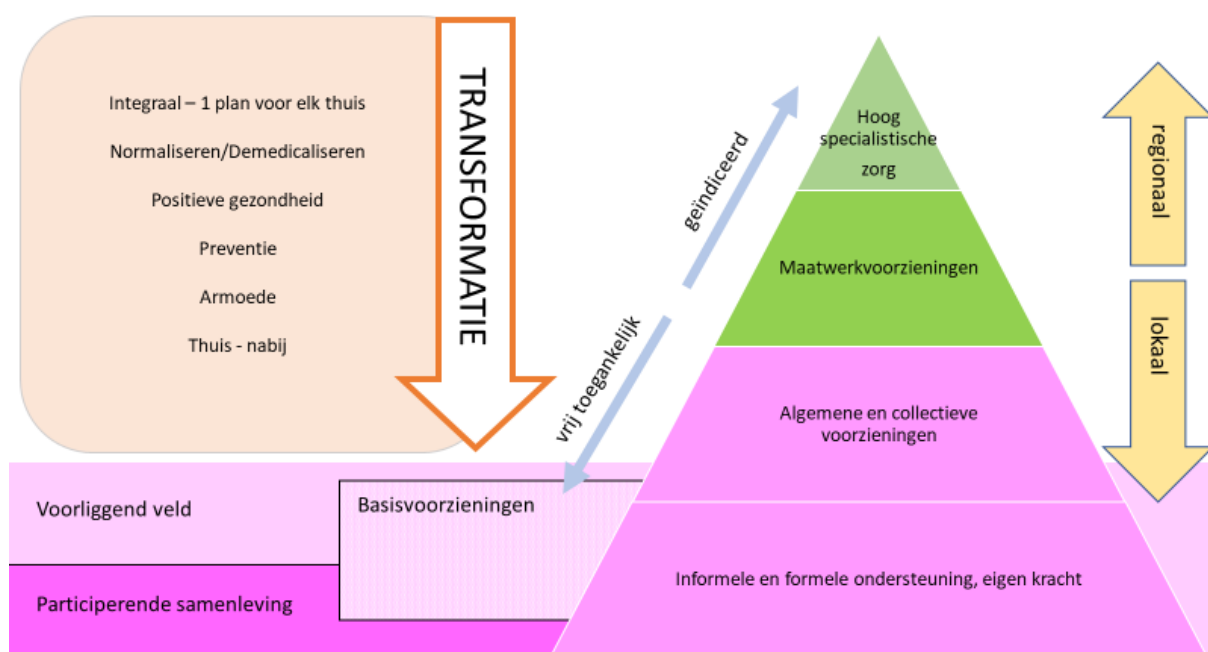 Integraal – 1 plan voor elk thuis
Normaliseren/Demedicaliseren
Positieve gezondheid
Preventie
Armoede
Thuis - nabij
TRANSFORMATIE
geïndiceerd
vrij toegankelijk
Hoog
specialistische
zorg
Maatwerkvoorzieningen
Algemene en collectieve
voorzieningen
Informele en formele ondersteuning, eigen kracht
regionaal
lokaal
Voorliggend veld
Basisvoorzieningen
Participerende samenleving